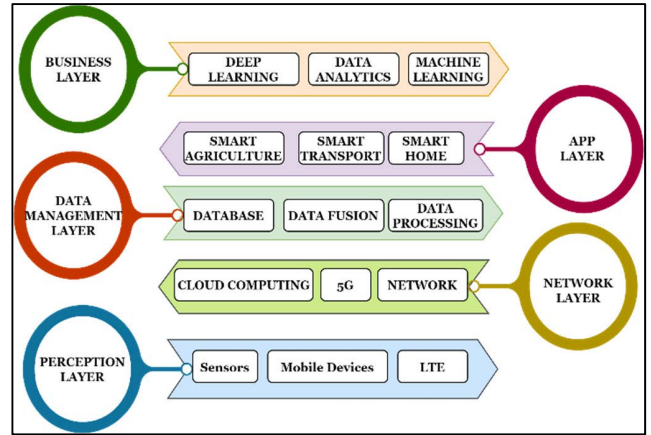 BUSINESS
LAYER
DEEP
LEARNING
DATA
ANALYTICS
MACHINE
LEARNING
SMART
AGRICULTURE
SMART
TRANSPORT
SMART
HOME
APP
LAYER
DATA
MANAGEMENT
LAYER
DATABASE
DATA FUSION
DATA
PROCESSING
CLOUD COMPUTING
5G
NETWORK
NETWORK
LAYER
PERCEPTION
LAYER
Sensors
Mobile Devices
LTE